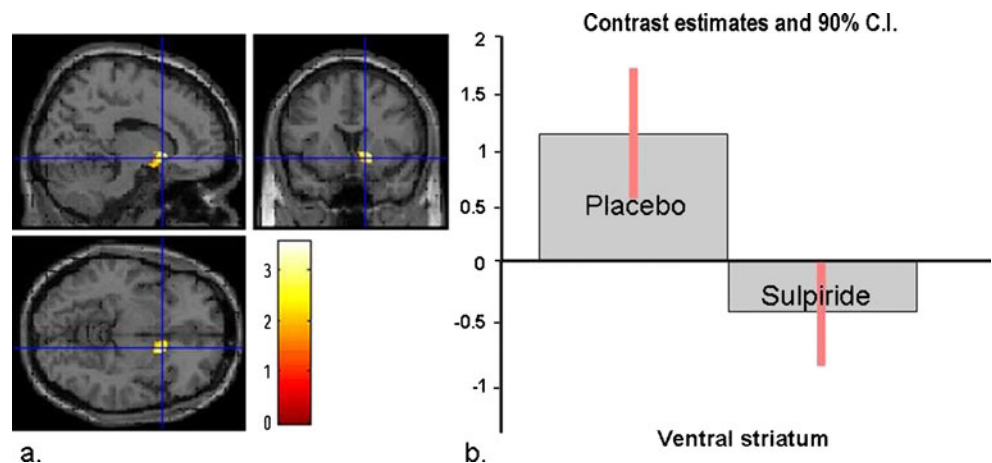 3
2
1
0
a.
Contrast estimates and 90% C.I.
2
1.5
1
0.5
0
-0.5
-1
Placebo
Sulpiride
Ventral striatum
b.